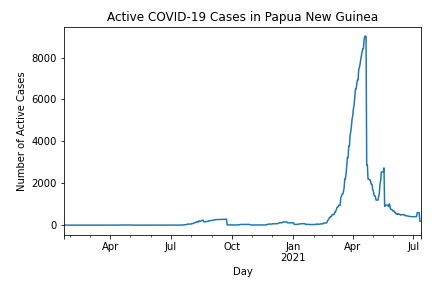 Active COVID-19 Cases in Papua New Guinea
Number of Active Cases
8000
6000
4000
2000
0
Apr Jul Oct Jan Apr Jul
2021
Day